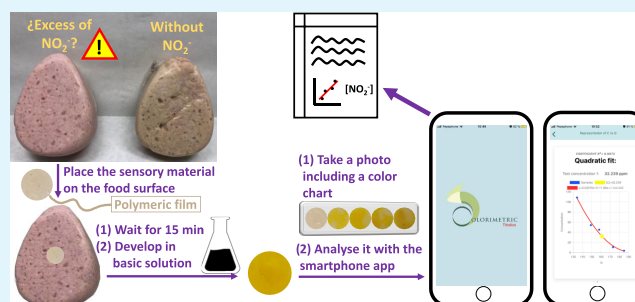 ¿Excess of
NO₂⁻?
!
Without
NO₂⁻
Place the sensory material
on the food surface
Polymeric film
(1) Wait for 15 min
(2) Develop in
basic solution
[NO₂⁻]
(1) Take a photo
including a color
chart
(2) Analyse it with the
smartphone app
COLORIMETRIC
Titration
Quadratic fit: